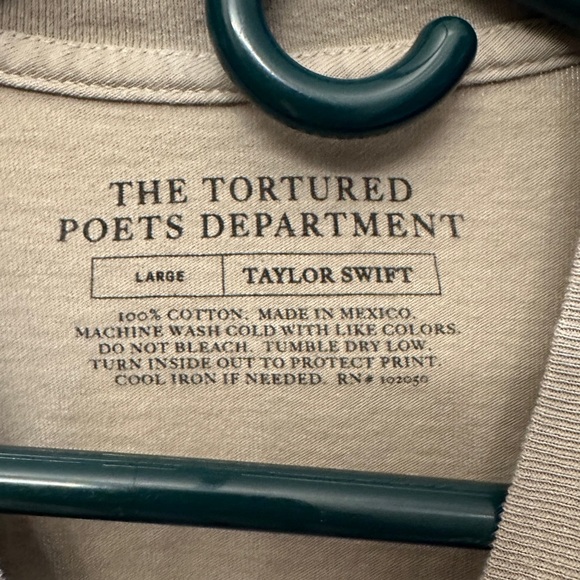 THE TORTURED
POETS DEPARTMENT
LARGE TAYLOR SWIFT
100% COTTON. MADE IN MEXICO.
MACHINE WASH COLD WITH LIKE COLORS.
DO NOT BLEACH. TUMBLE DRY LOW.
TURN INSIDE OUT TO PROTECT PRINT.
COOL IRON IF NEEDED. RN# 102050